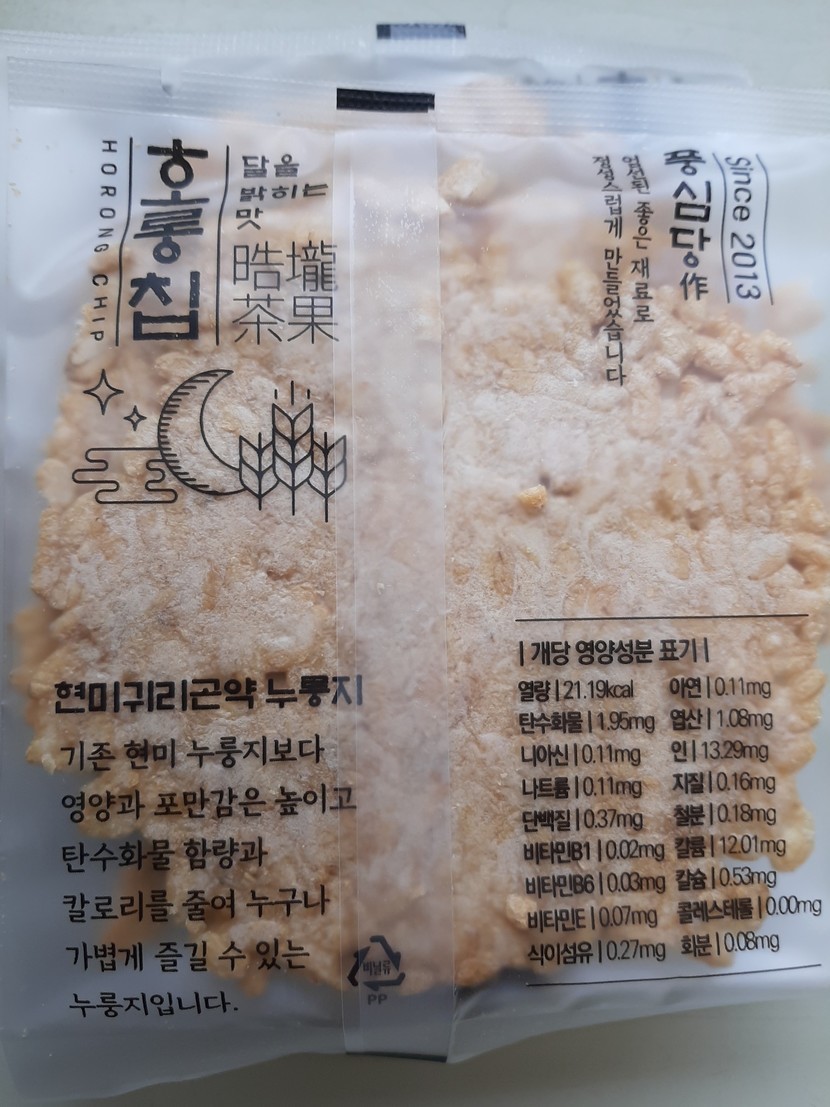 HORONG CHIP
호롱칩
달을
밝히는
맛
晧壠
茶果
Since 2013
풍심당 作
엄선된 좋은 재료로
정성스럽게 만들었습니다
현미귀리곤약 누룽지
기존 현미 누룽지보다
영양과 포만감은 높이고
탄수화물 함량과
칼로리를 줄여 누구나
가볍게 즐길 수 있는
누룽지입니다.
비닐류
PP
| 개당 영양성분 표기 |
열량 | 21.19kcal 아연 | 0.11mg
탄수화물 | 1.95mg 엽산 | 1.08mg
니아신 | 0.11mg 인 | 13.29mg
나트륨 | 0.11mg 지질 | 0.16mg
단백질 | 0.37mg 철분 | 0.18mg
비타민B1 | 0.02mg 칼륨 | 12.01mg
비타민B6 | 0.03mg 칼슘 | 0.53mg
비타민E | 0.07mg 콜레스테롤 | 0.00mg
식이섬유 | 0.27mg 회분 | 0.08mg